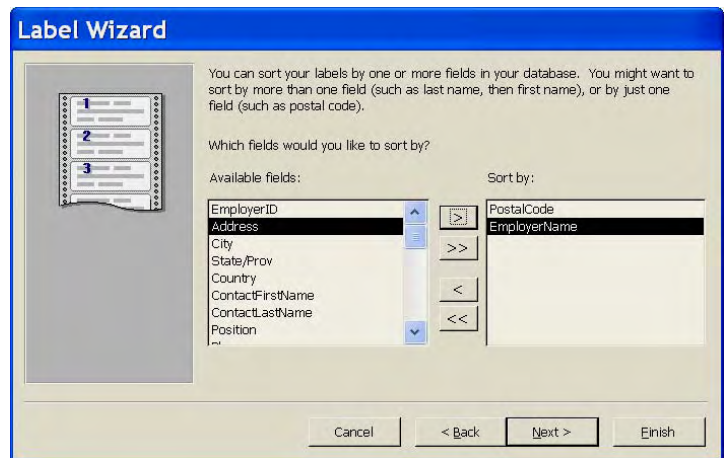 Label Wizard
You can sort your labels by one or more fields in your database. You might want to
sort by more than one field (such as last name, then first name), or by just one
field (such as postal code).
1
2
3
Which fields would you like to sort by?
Available fields:
Sort by:
EmployerID
Address
City
State/Prov
Country
ContactFirstName
ContactLastName
Position
>
>>
<
<<
PostalCode
EmployerName
Cancel
< Back
Next >
Finish